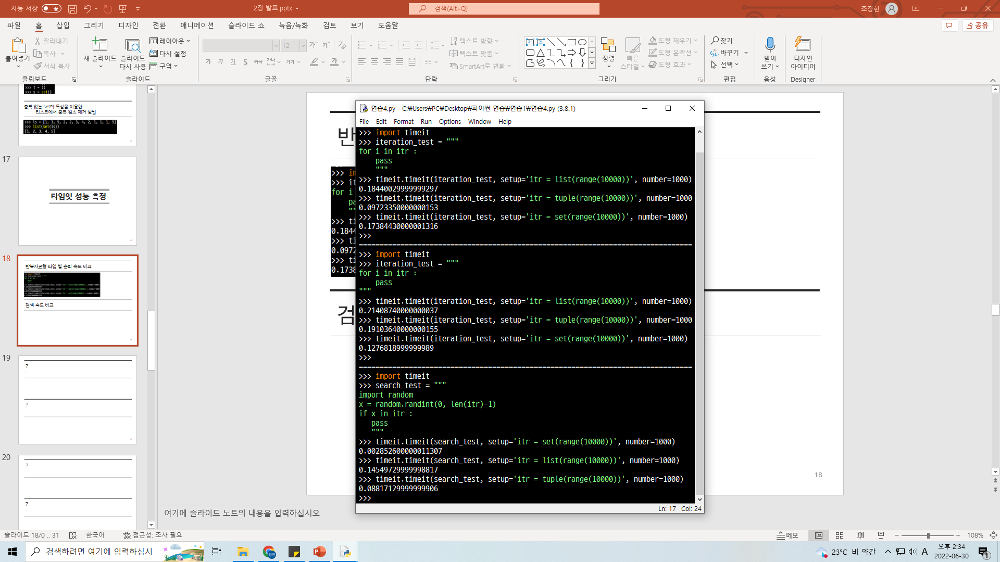 자동 저장
끔
2장 발표.pptx
검색(Alt+Q)
조장현
파일
홈
삽입
그리기
디자인
전환
애니메이션
슬라이드 쇼
녹음/녹화
검토
보기
도움말
공유
붙여넣기
잘라내기
복사
서식 복사
클립보드
새 슬라이드
슬라이드 다시 사용
레이아웃
다시 설정
구역
슬라이드
12
글꼴
텍스트 방향
텍스트 맞춤
SmartArt로 변환
단락
정렬
빠른 스타일
도형 채우기
도형 윤곽선
도형 효과
그리기
찾기
바꾸기
선택
편집
받아쓰기
음성
디자인 아이디어
Designer
>>> t = ()
>>> s = set()
중복 없는 set의 특성을 이용한
리스트에서 중복 원소 제거 방법
>>> ls = [1, 3, 5, 2, 2, 3, 4, 2, 1, 1, 1, 5]
>>> list(set(ls))
[1, 2, 3, 4, 5]
17
타임잇 성능 측정
18
반복자료형 타입 별 순회 속도 비교
검색 속도 비교
19
?
?
20
?
?
반
>>> im
>>> it
for i
pa
""
>>> ti
0.1844
>>> ti
0.0972
>>> ti
0.1738
검
18
연습4.py - C:₩Users₩PC₩Desktop₩파이썬 연습₩연습1₩연습4.py (3.8.1)
File Edit Format Run Options Window Help
>>> import timeit
>>> iteration_test = """
for i in itr :
    pass
    """
>>> timeit.timeit(iteration_test, setup='itr = list(range(10000))', number=1000)
0.18440029999999297
>>> timeit.timeit(iteration_test, setup='itr = tuple(range(10000))', number=1000
0.09723350000000153
>>> timeit.timeit(iteration_test, setup='itr = set(range(10000))', number=1000)
0.17384430000001316
>>>
================================================================================
>>> import timeit
>>> iteration_test = """
for i in itr :
    pass
"""
>>> timeit.timeit(iteration_test, setup='itr = list(range(10000))', number=1000)
0.21408740000000037
>>> timeit.timeit(iteration_test, setup='itr = tuple(range(10000))', number=1000
0.19103640000000155
>>> timeit.timeit(iteration_test, setup='itr = set(range(10000))', number=1000)
0.1276818999999989
>>>
================================================================================
>>> import timeit
>>> search_test = """
import random
x = random.randint(0, len(itr)-1)
if x in itr :
   pass
   """
>>> timeit.timeit(search_test, setup='itr = set(range(10000))', number=1000)
0.002852600000011307
>>> timeit.timeit(search_test, setup='itr = list(range(10000))', number=1000)
0.14549729999998817
>>> timeit.timeit(search_test, setup='itr = tuple(range(10000))', number=1000)
0.08817129999999906
>>>
Ln: 17 Col: 24
여기에 슬라이드 노트의 내용을 입력하십시오
슬라이드 18/0 .. 31
한국어
접근성: 조사 필요
메모
108%
검색하려면 여기에 입력하십시
23°C 비 약간
A
오후 2:34
2022-06-30
1